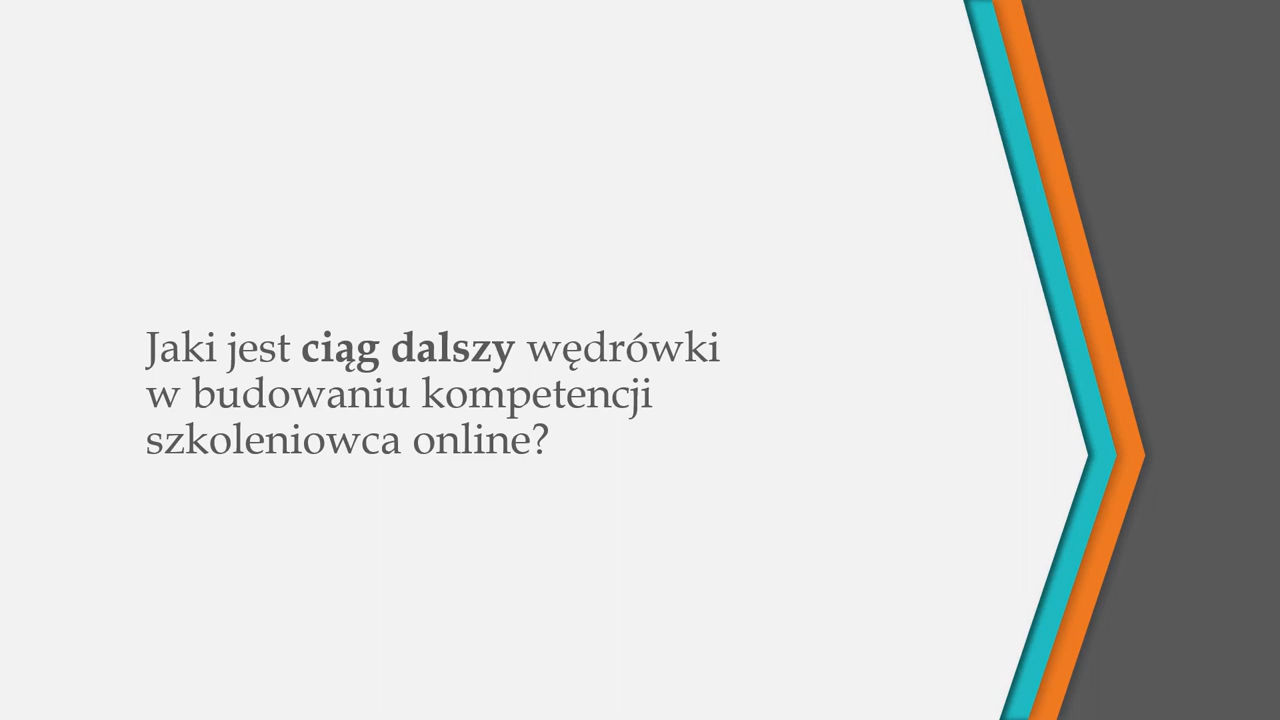 Jaki jest ciąg dalszy wędrówki
w budowaniu kompetencji
szkoleniowca online?